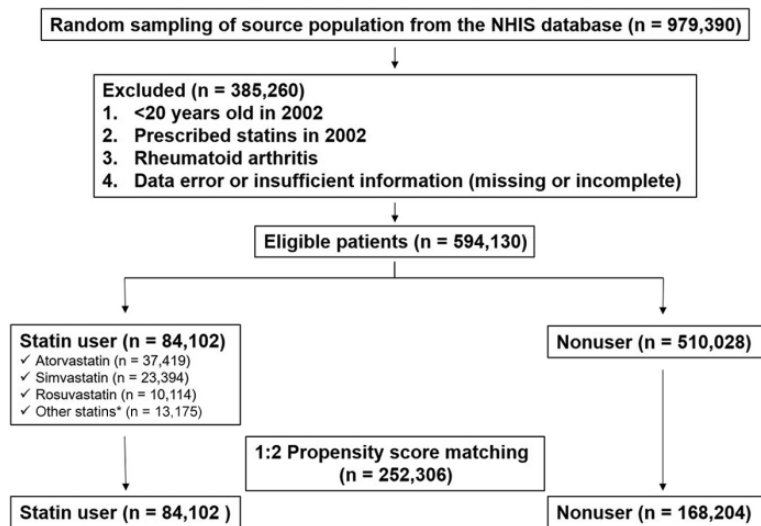 Random sampling of source population from the NHIS database (n = 979,390)
Excluded (n = 385,260)
1. <20 years old in 2002
2. Prescribed statins in 2002
3. Rheumatoid arthritis
4. Data error or insufficient information (missing or incomplete)
Eligible patients (n = 594,130)
Statin user (n = 84,102)
✓ Atorvastatin (n = 37,419)
✓ Simvastatin (n = 23,394)
✓ Rosuvastatin (n = 10,114)
✓ Other statins* (n = 13,175)
Nonuser (n = 510,028)
1:2 Propensity score matching
(n = 252,306)
Statin user (n = 84,102 )
Nonuser (n = 168,204)